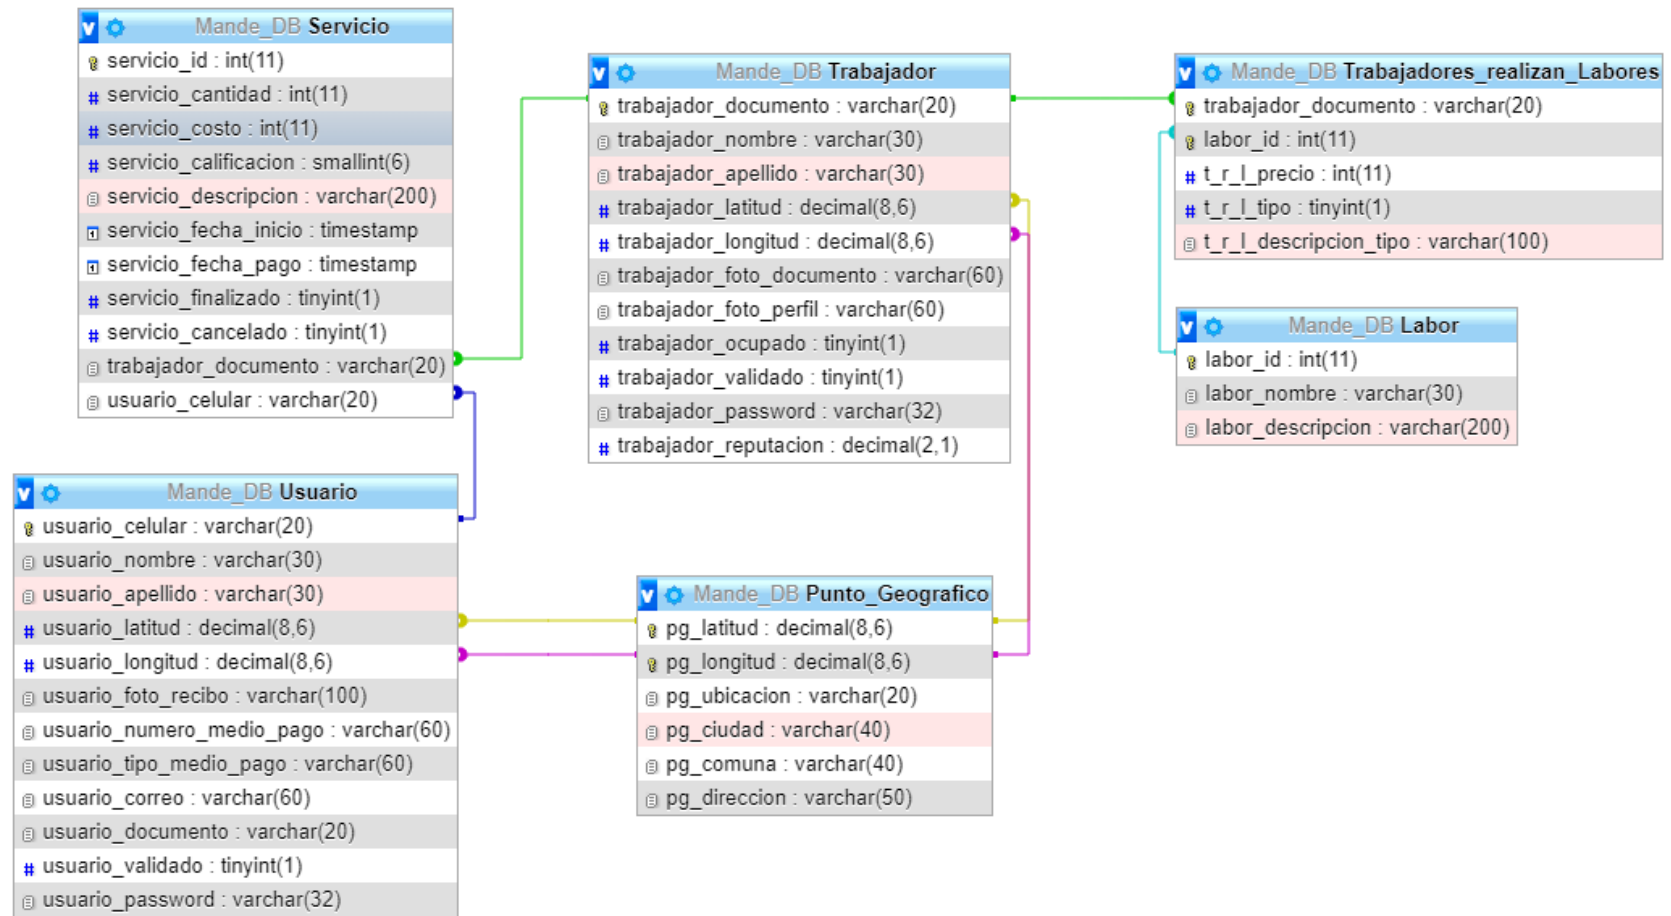 Mande_DB Servicio
servicio_id : int(11)
servicio_cantidad : int(11)
servicio_costo : int(11)
servicio_calificacion : smallint(6)
servicio_descripcion : varchar(200)
servicio_fecha_inicio : timestamp
servicio_fecha_pago : timestamp
servicio_finalizado : tinyint(1)
servicio_cancelado : tinyint(1)
trabajador_documento : varchar(20)
usuario_celular : varchar(20)
Mande_DB Trabajador
trabajador_documento : varchar(20)
trabajador_nombre : varchar(30)
trabajador_apellido : varchar(30)
trabajador_latitud : decimal(8,6)
trabajador_longitud : decimal(8,6)
trabajador_foto_documento : varchar(60)
trabajador_foto_perfil : varchar(60)
trabajador_ocupado : tinyint(1)
trabajador_validado : tinyint(1)
trabajador_password : varchar(32)
trabajador_reputacion : decimal(2,1)
Mande_DB Trabajadores_realizan_Labores
trabajador_documento : varchar(20)
labor_id : int(11)
t_r_l_precio : int(11)
t_r_l_tipo : tinyint(1)
t_r_l_descripcion_tipo : varchar(100)
Mande_DB Labor
labor_id : int(11)
labor_nombre : varchar(30)
labor_descripcion : varchar(200)
Mande_DB Usuario
usuario_celular : varchar(20)
usuario_nombre : varchar(30)
usuario_apellido : varchar(30)
usuario_latitud : decimal(8,6)
usuario_longitud : decimal(8,6)
usuario_foto_recibo : varchar(100)
usuario_numero_medio_pago : varchar(60)
usuario_tipo_medio_pago : varchar(60)
usuario_correo : varchar(60)
usuario_documento : varchar(20)
usuario_validado : tinyint(1)
usuario_password : varchar(32)
Mande_DB Punto_Geografico
pg_latitud : decimal(8,6)
pg_longitud : decimal(8,6)
pg_ubicacion : varchar(20)
pg_ciudad : varchar(40)
pg_comuna : varchar(40)
pg_direccion : varchar(50)